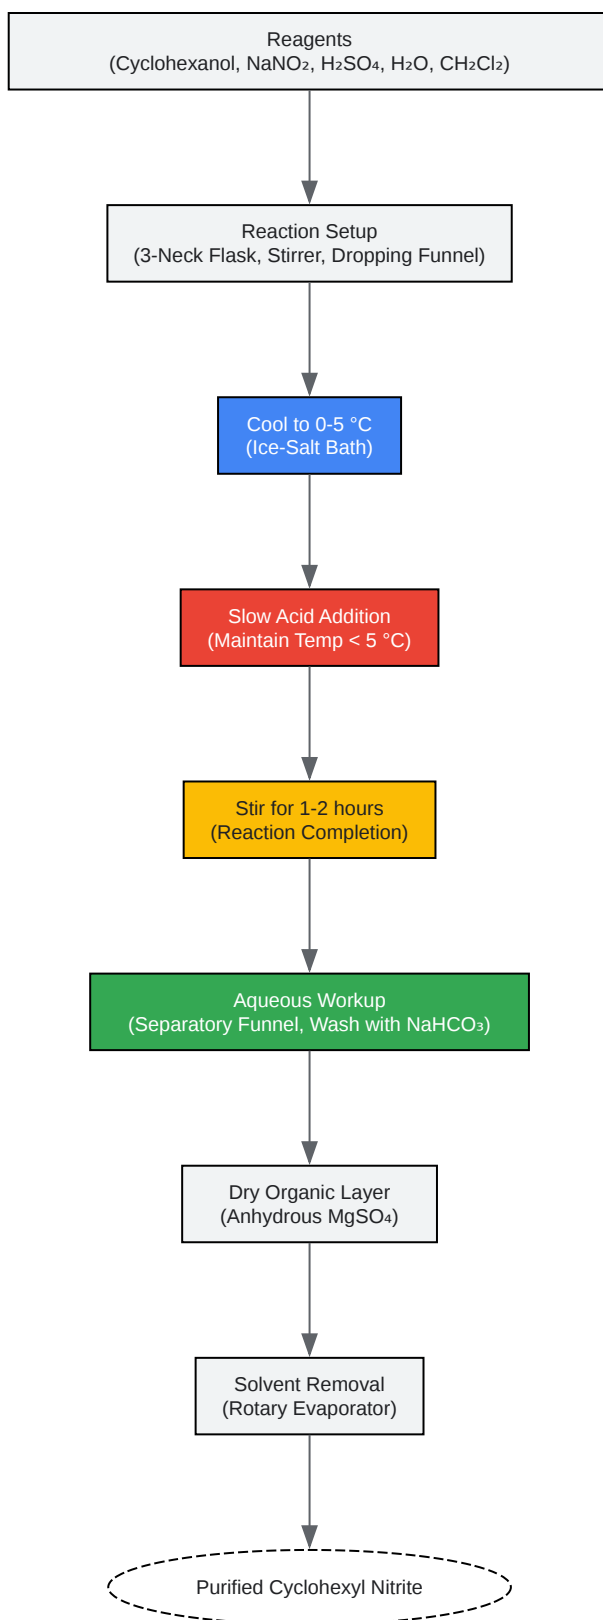 Reagents
(Cyclohexanol, NaNO₂, H₂SO₄, H₂O, CH₂Cl₂)
Reaction Setup
(3-Neck Flask, Stirrer, Dropping Funnel)
Cool to 0-5 °C
(Ice-Salt Bath)
Slow Acid Addition
(Maintain Temp < 5 °C)
Stir for 1-2 hours
(Reaction Completion)
Aqueous Workup
(Separatory Funnel, Wash with NaHCO₃)
Dry Organic Layer
(Anhydrous MgSO₄)
Solvent Removal
(Rotary Evaporator)
Purified Cyclohexyl Nitrite